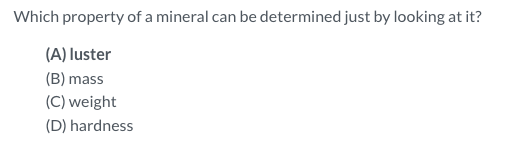 Which property of a mineral can be determined just by looking at it?
(A) luster
(B) mass
(C) weight
(D) hardness